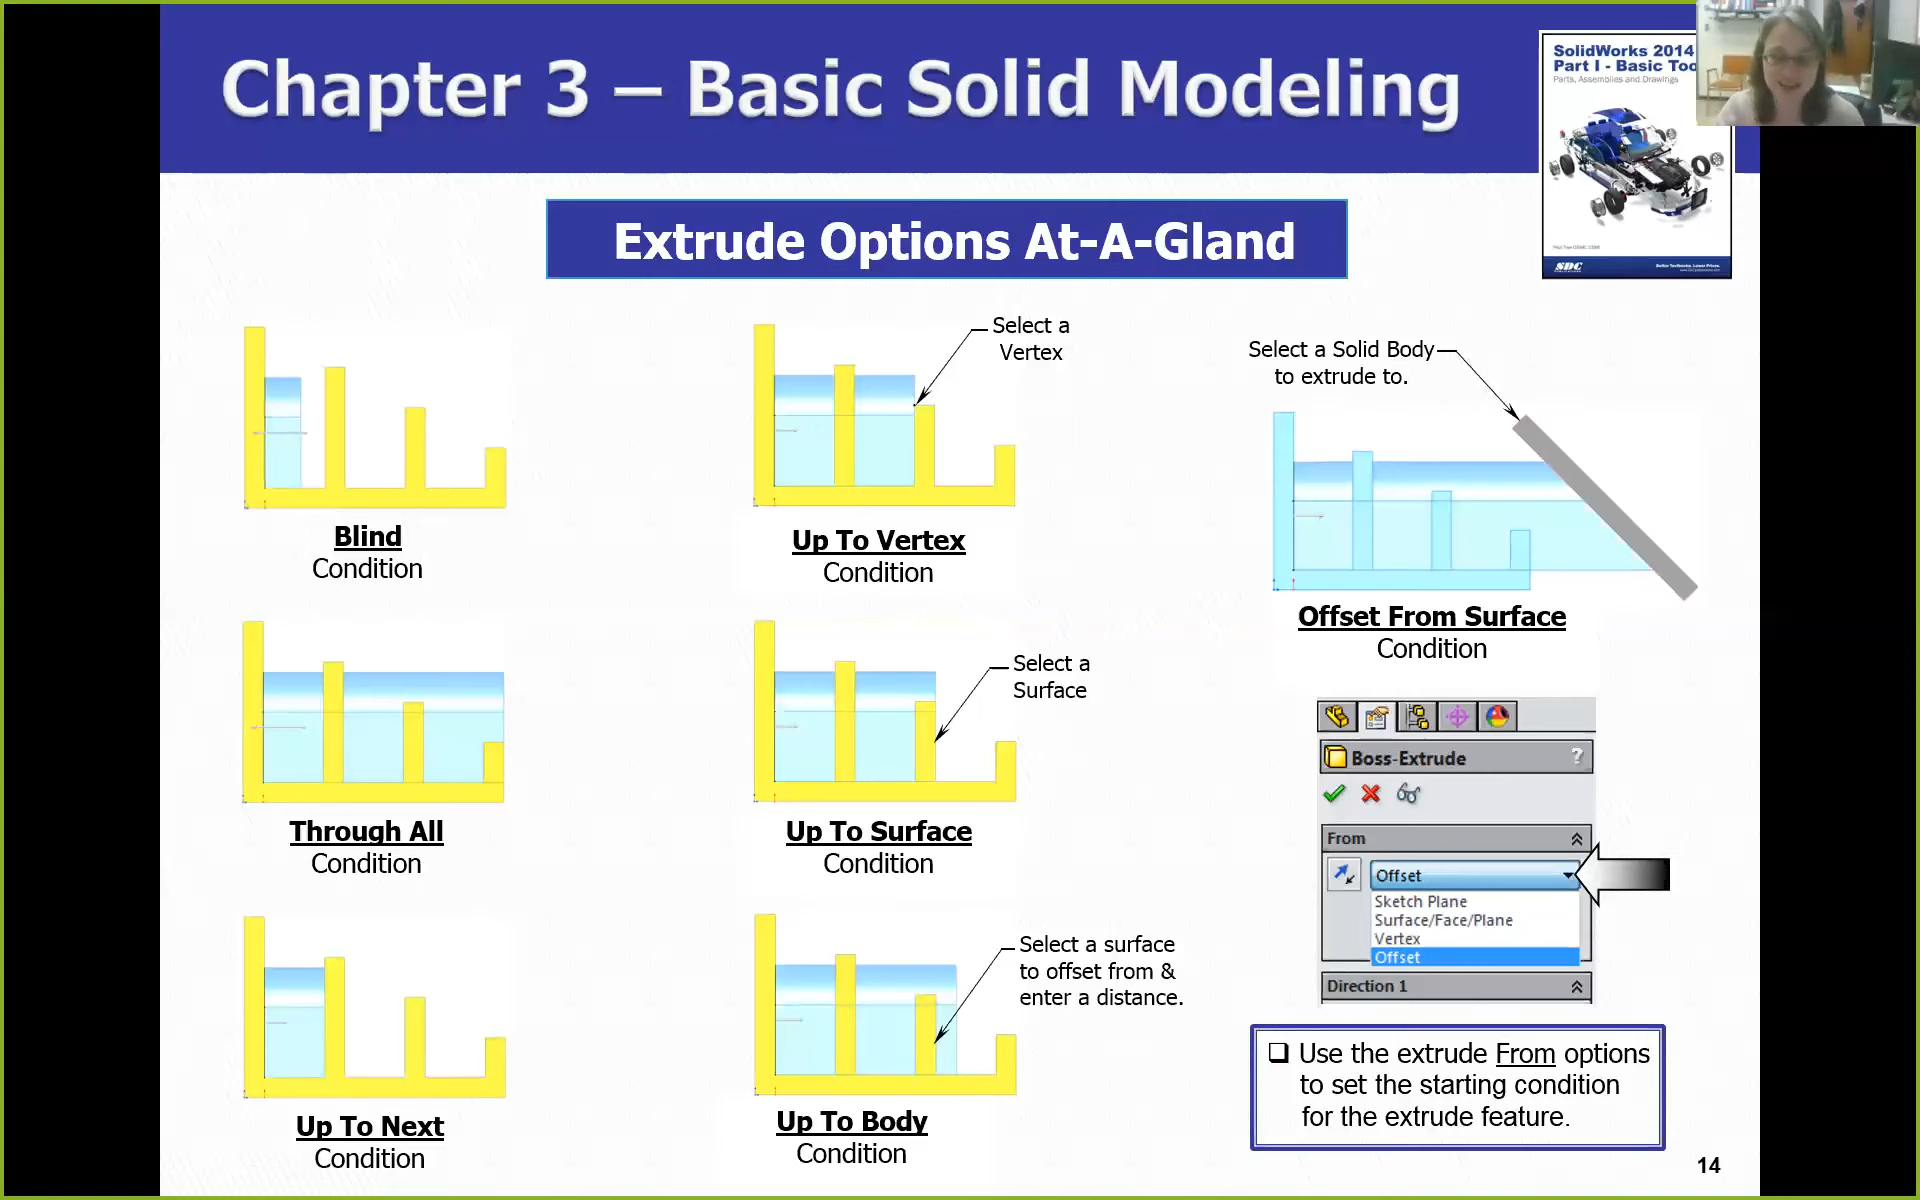 Chapter 3 – Basic Solid Modeling
SolidWorks 2014
Part I - Basic Too
Parts, Assemblies and Drawings
SDC
Better Textbooks. Lower Prices.
Extrude Options At-A-Gland
Blind
Condition
Through All
Condition
Up To Next
Condition
Select a
Vertex
Up To Vertex
Condition
Select a
Surface
Up To Surface
Condition
Select a surface
to offset from &
enter a distance.
Up To Body
Condition
Select a Solid Body
to extrude to.
Offset From Surface
Condition
Boss-Extrude
?
From
Offset
Sketch Plane
Surface/Face/Plane
Vertex
Offset
Direction 1
❑ Use the extrude From options
to set the starting condition
for the extrude feature.
14